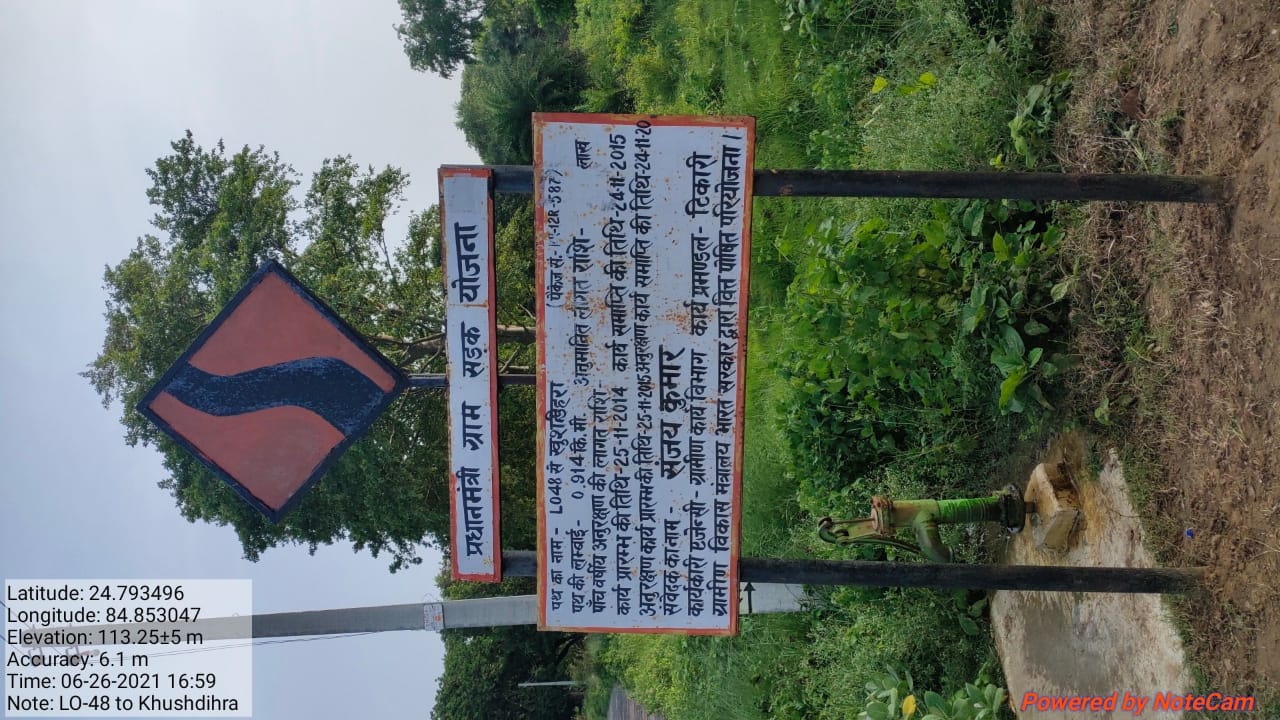 प्रधानमंत्री ग्राम सड़क योजना
पथ का नाम - L048 से खुशडिहरा (पैकेज सं०- -12R-587)
पथ की लम्बाई- 0.914 कि.मी. अनुमानित लागत राशि- लाख
पाँच वर्षीय अनुरक्षण की लागत राशि-
कार्य प्रारम्भ की तिथि-25-11-2014 कार्य समाप्ति की तिथि-24-11-2015
अनुरक्षण कार्य प्रारम्भ की तिथि-25-11-2015 अनुरक्षण कार्य समाप्ति की तिथि-24-11-20
संवेदक का नाम - संजय कुमार
कार्यकारी एजेन्सी- ग्रामीण कार्य विभाग कार्य प्रमण्डल- टिकारी
ग्रामीण विकास मंत्रालय भारत सरकार द्वारा वित्त पोषित परियोजना।
Latitude: 24.793496
Longitude: 84.853047
Elevation: 113.25±5 m
Accuracy: 6.1 m
Time: 06-26-2021 16:59
Note: LO-48 to Khushdihra
Powered by NoteCam